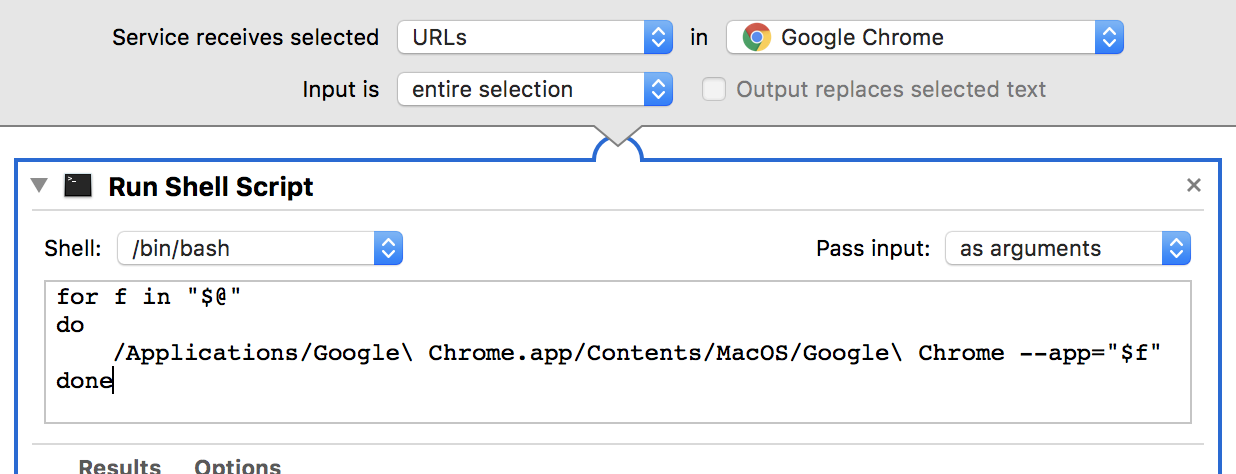 Service receives selected URLs in Google Chrome
Input is entire selection Output replaces selected text
Run Shell Script
Shell: /bin/bash Pass input: as arguments
for f in "$@"
do
/Applications/Google\ Chrome.app/Contents/MacOS/Google\ Chrome --app="$f"
done
Results Options